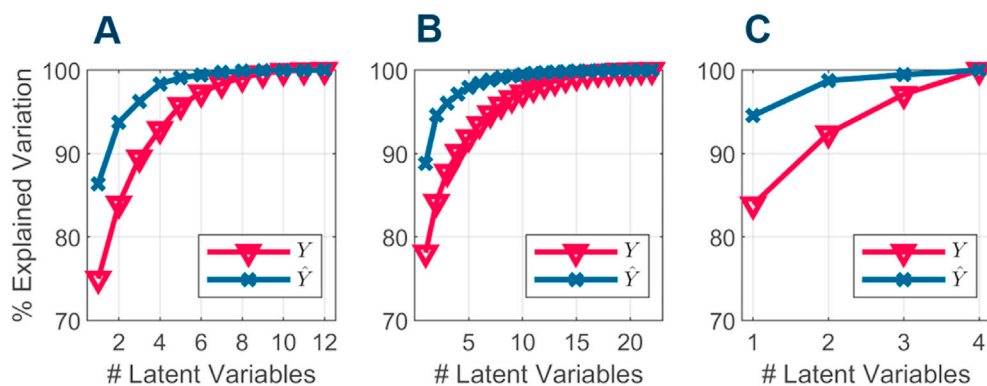 A
B
C
% Explained Variation
100
90
80
70
2
4
6
8
10
12
# Latent Variables
Y
Ŷ
100
90
80
70
5
10
15
20
# Latent Variables
Y
Ŷ
100
90
80
70
1
2
3
4
# Latent Variables
Y
Ŷ